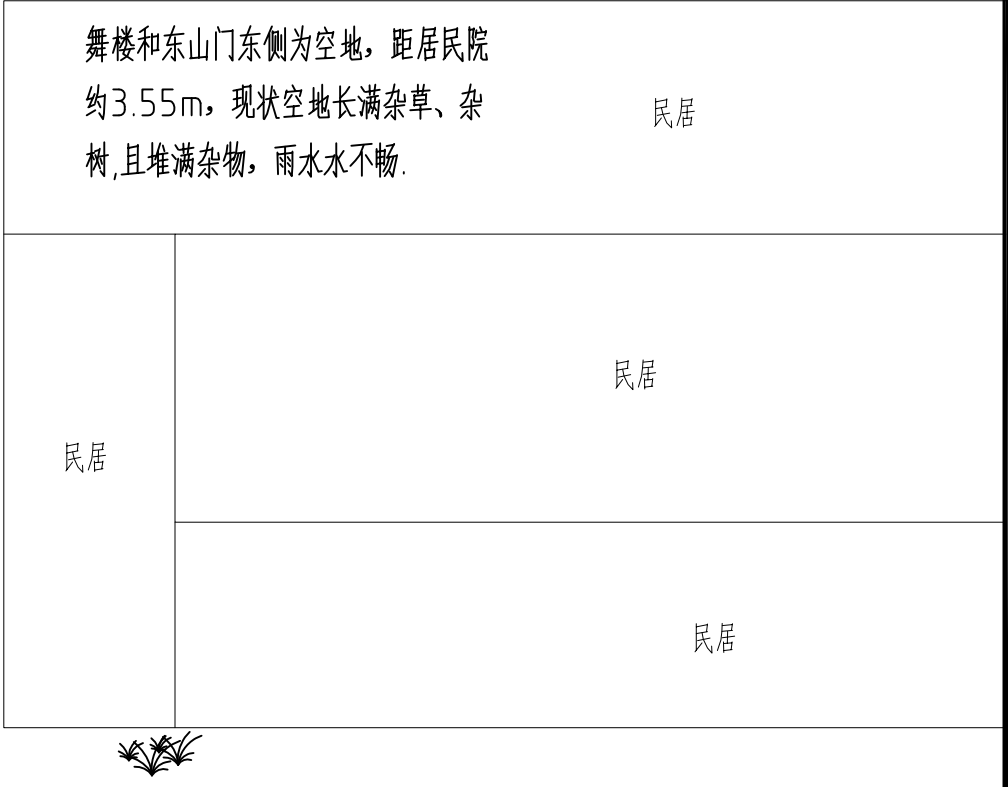 舞楼和东山门东侧为空地，距居民院
约3.55m，现状空地长满杂草、杂
树,且堆满杂物，雨水水不畅.
民居
民居
民居
民居